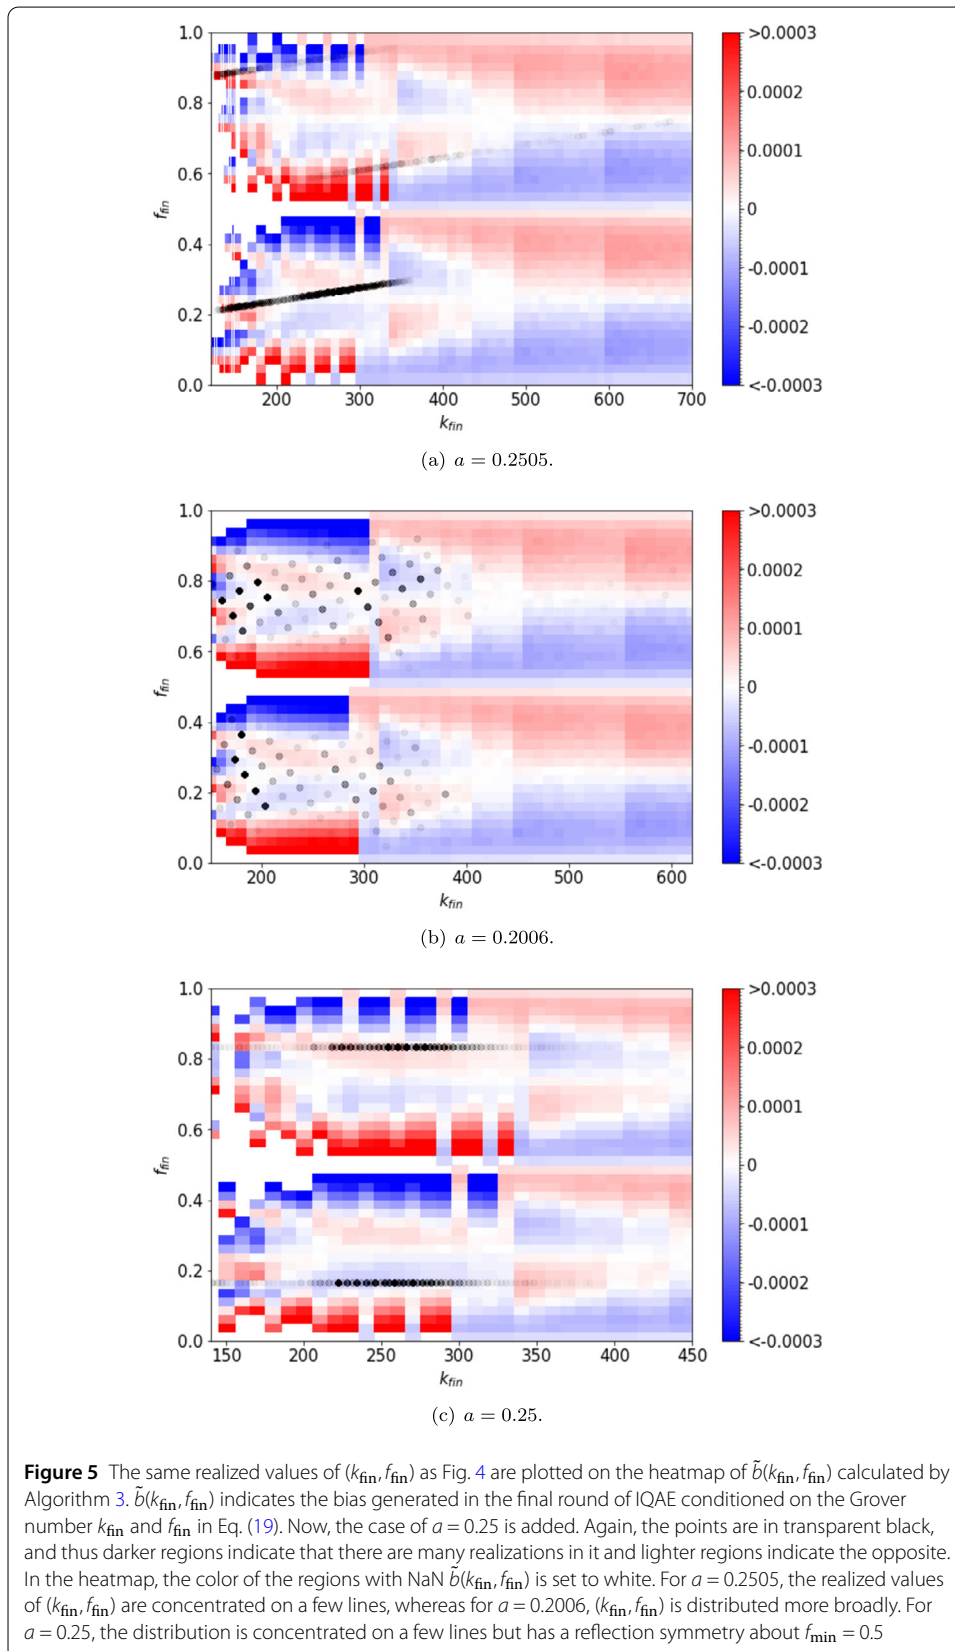 1.0
0.8
0.6
0.4
0.2
0.0
f_fin
200 300 400 500 600 700
k_fin
>0.0003
0.0002
0.0001
0
-0.0001
-0.0002
<-0.0003
(a) a = 0.2505.
1.0
0.8
0.6
0.4
0.2
0.0
f_fin
200 300 400 500 600
k_fin
>0.0003
0.0002
0.0001
0
-0.0001
-0.0002
<-0.0003
(b) a = 0.2006.
1.0
0.8
0.6
0.4
0.2
0.0
f_fin
150 200 250 300 350 400 450
k_fin
>0.0003
0.0002
0.0001
0
-0.0001
-0.0002
<-0.0003
(c) a = 0.25.
Figure 5 The same realized values of (k_fin, f_fin) as Fig. 4 are plotted on the heatmap of b̃(k_fin, f_fin) calculated by
Algorithm 3. b̃(k_fin, f_fin) indicates the bias generated in the final round of IQAE conditioned on the Grover
number k_fin and f_fin in Eq. (19). Now, the case of a = 0.25 is added. Again, the points are in transparent black,
and thus darker regions indicate that there are many realizations in it and lighter regions indicate the opposite.
In the heatmap, the color of the regions with NaN b̃(k_fin, f_fin) is set to white. For a = 0.2505, the realized values
of (k_fin, f_fin) are concentrated on a few lines, whereas for a = 0.2006, (k_fin, f_fin) is distributed more broadly. For
a = 0.25, the distribution is concentrated on a few lines but has a reflection symmetry about f_min = 0.5